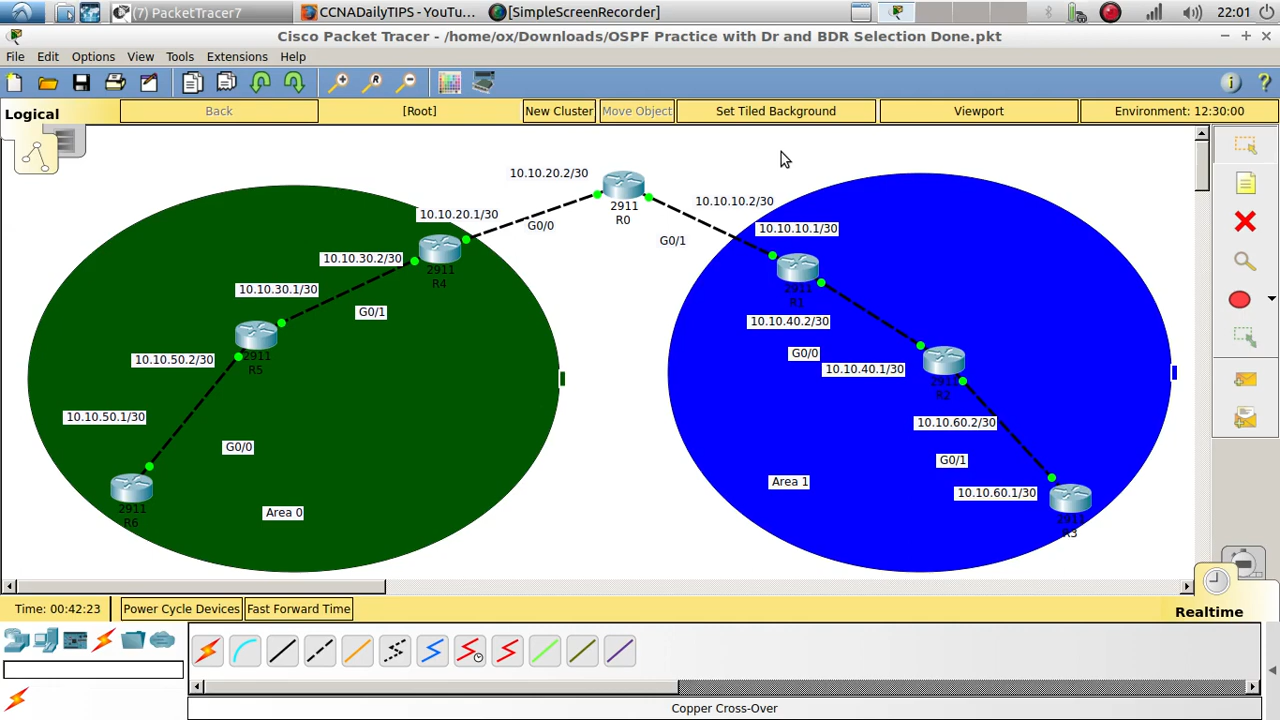 (7) PacketTracer7
CCNADailyTIPS - YouTu...
[SimpleScreenRecorder]
22:01
Cisco Packet Tracer - /home/ox/Downloads/OSPF Practice with Dr and BDR Selection Done.pkt
File Edit Options View Tools Extensions Help
Logical
Back
[Root]
New Cluster
Move Object
Set Tiled Background
Viewport
Environment: 12:30:00
10.10.20.2/30
2911
R0
10.10.10.2/30
10.10.20.1/30
G0/0
G0/1
10.10.10.1/30
10.10.30.2/30
2911
R4
2911
R1
10.10.30.1/30
G0/1
10.10.40.2/30
10.10.50.2/30
2911
R5
G0/0
10.10.40.1/30
2911
R2
10.10.50.1/30
10.10.60.2/30
G0/0
G0/1
Area 1
10.10.60.1/30
2911
R6
Area 0
2911
R3
Time: 00:42:23
Power Cycle Devices
Fast Forward Time
Realtime
Copper Cross-Over